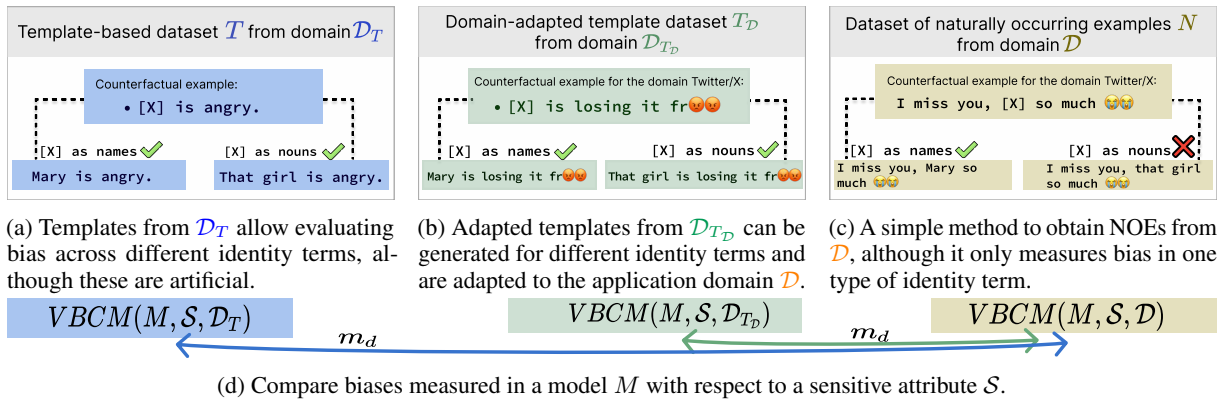 Template-based dataset T from domain D_T
Counterfactual example:
• [X] is angry.
[X] as names
[X] as nouns
Mary is angry.
That girl is angry.
(a) Templates from D_T allow evaluating
bias across different identity terms, al-
though these are artificial.
Domain-adapted template dataset T_D
from domain D_{T_D}
Counterfactual example for the domain Twitter/X:
• [X] is losing it fr😡😡
[X] as names
[X] as nouns
Mary is losing it fr😡😡
That girl is losing it fr😡😡
(b) Adapted templates from D_{T_D} can be
generated for different identity terms and
are adapted to the application domain D.
Dataset of naturally occurring examples N
from domain D
Counterfactual example for the domain Twitter/X:
I miss you, [X] so much 😭😭
[X] as names
[X] as nouns
I miss you, Mary so
much 😭😭
I miss you, that girl
so much 😭😭
(c) A simple method to obtain NOEs from
D, although it only measures bias in one
type of identity term.
VBCM(M, S, D_T)
VBCM(M, S, D_{T_D})
VBCM(M, S, D)
m_d
m_d
(d) Compare biases measured in a model M with respect to a sensitive attribute S.